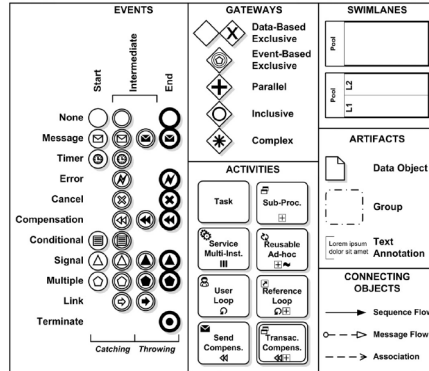 EVENTS
Start
Intermediate
End
None
Message
Timer
Error
Cancel
Compensation
Conditional
Signal
Multiple
Link
Terminate
Catching
Throwing
GATEWAYS
Data-Based
Exclusive
Event-Based
Exclusive
Parallel
Inclusive
Complex
ACTIVITIES
Task
Sub-Proc.
Service
Multi-Inst.
Reusable
Ad-hoc
User
Loop
Reference
Loop
Send
Compens.
Transac.
Compens.
SWIMLANES
Pool
Pool
L1
L2
ARTIFACTS
Data Object
Group
Lorem ipsum
dolor sit amet
Text
Annotation
CONNECTING
OBJECTS
Sequence Flow
Message Flow
Association